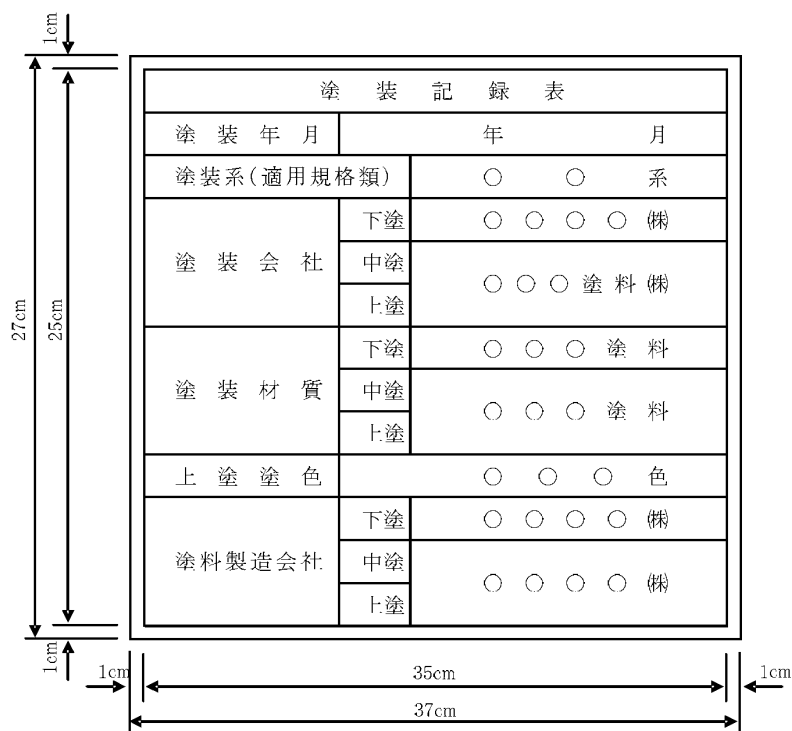 1cm
塗装記録表
塗装年月 年 月
塗装系(適用規格類) ○ ○ 系
塗装会社 下塗 ○○○○㈱
中塗 ○○○塗料㈱
上塗
27cm 25cm
塗装材質 下塗 ○○○塗料
中塗 ○○○塗料
上塗
上塗塗色 ○○○色
塗料製造会社 下塗 ○○○○㈱
中塗 ○○○○㈱
上塗
1cm
1cm 35cm 1cm
37cm